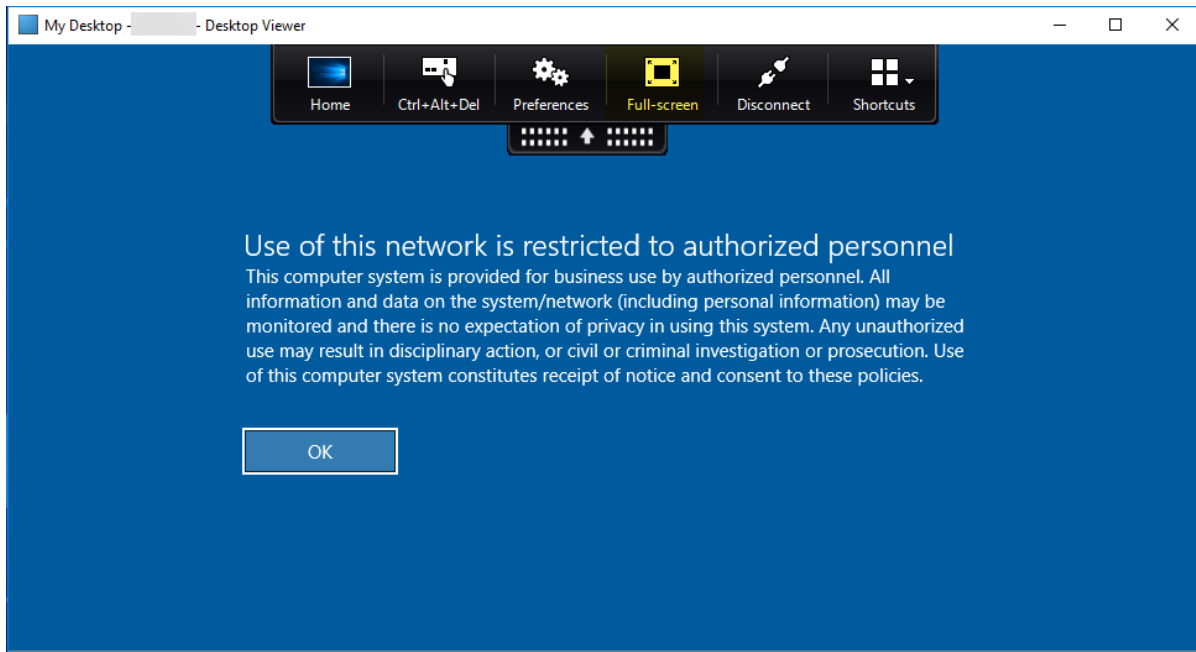 My Desktop - - Desktop Viewer
Home Ctrl+Alt+Del Preferences Full-screen Disconnect Shortcuts
Use of this network is restricted to authorized personnel
This computer system is provided for business use by authorized personnel. All
information and data on the system/network (including personal information) may be
monitored and there is no expectation of privacy in using this system. Any unauthorized
use may result in disciplinary action, or civil or criminal investigation or prosecution. Use
of this computer system constitutes receipt of notice and consent to these policies.
OK